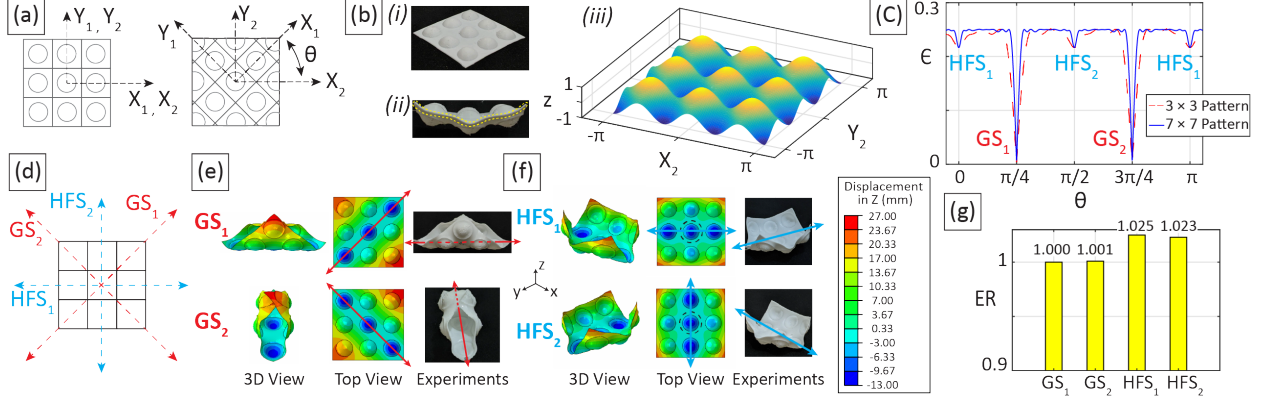 (a)
Y1 , Y2
X1 , X2
Y1
Y2
X1
θ
X2
(b)
(i)
(ii)
(iii)
1
z
-1
-π
X2
π
-π
Y2
π
(C)
0.3
ϵ
0
HFS1
HFS2
HFS1
GS1
GS2
3 × 3 Pattern
7 × 7 Pattern
0
π/4
π/2
3π/4
π
θ
(d)
HFS2
GS1
GS2
HFS1
(e)
GS1
GS2
3D View
Top View
Experiments
(f)
HFS1
z
y
x
HFS2
3D View
Top View
Experiments
Displacement
in Z (mm)
27.00
23.67
20.33
17.00
13.67
10.33
7.00
3.67
0.33
-3.00
-6.33
-9.67
-13.00
(g)
1.000
1.001
1.025
1.023
1
ER
0.9
GS1
GS2
HFS1
HFS2